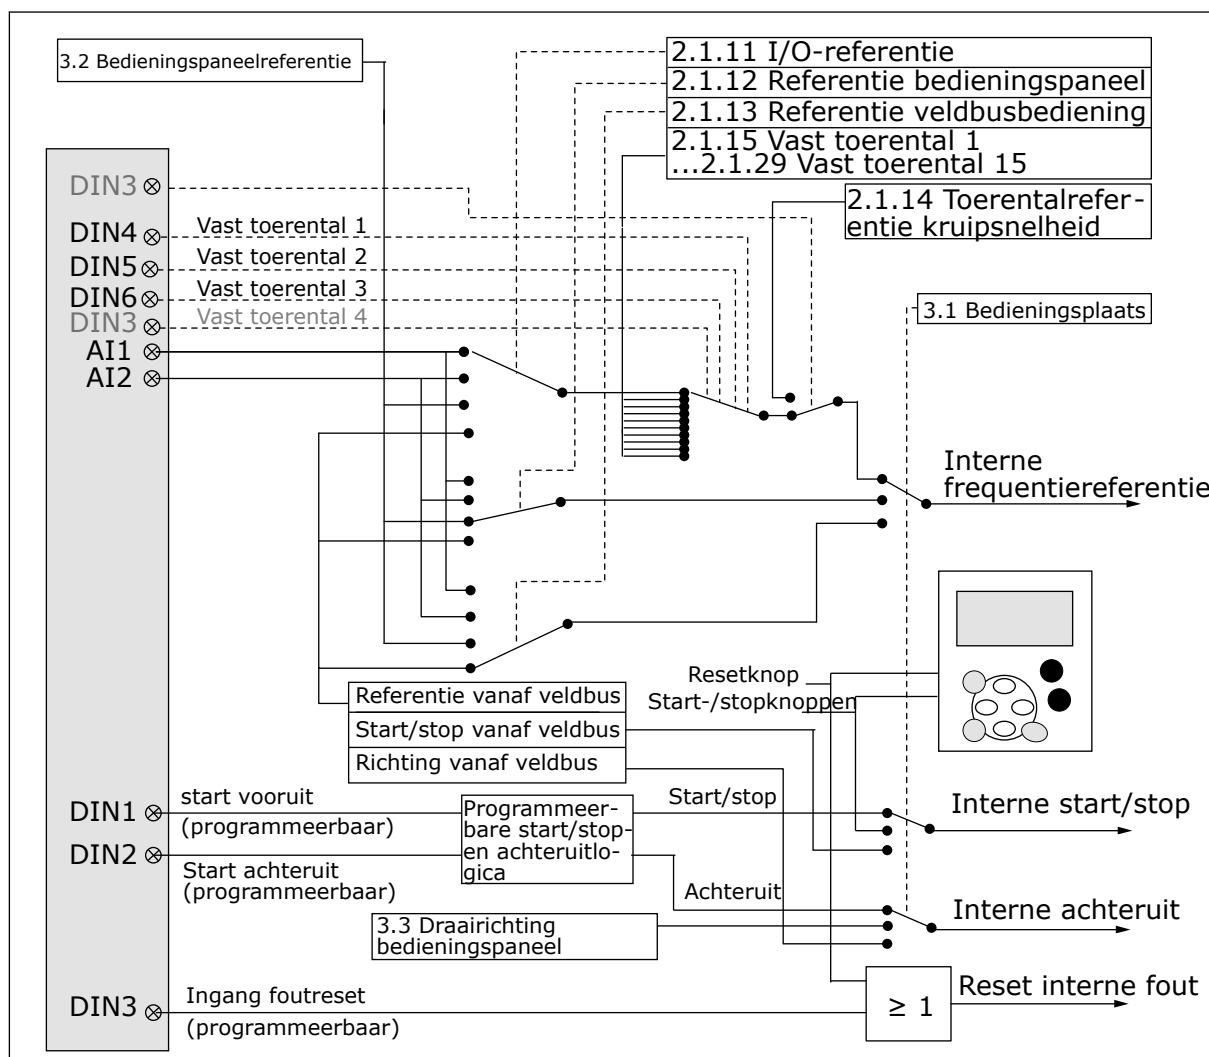 3.2 Bedieningspaneelreferentie
2.1.11 I/O-referentie
2.1.12 Referentie bedieningspaneel
2.1.13 Referentie veldbusbediening
2.1.15 Vast toerental 1
...2.1.29 Vast toerental 15
2.1.14 Toerentalrefer-
entie kruipsnelheid
3.1 Bedieningsplaats
DIN3
DIN4
Vast toerental 1
DIN5
Vast toerental 2
DIN6
Vast toerental 3
DIN3
Vast toerental 4
AI1
AI2
Interne
frequentiereferentie
Resetknop
Start-/stopknoppen
Referentie vanaf veldbus
Start/stop vanaf veldbus
Richting vanaf veldbus
DIN1
start vooruit
(programmeerbaar)
DIN2
Start achteruit
(programmeerbaar)
Programmeer-
bare start/stop-
en achteruitlo-
gica
Start/stop
Interne start/stop
Achteruit
Interne achteruit
3.3 Draairichting
bedieningspaneel
DIN3
Ingang foutreset
(programmeerbaar)
≥ 1
Reset interne fout